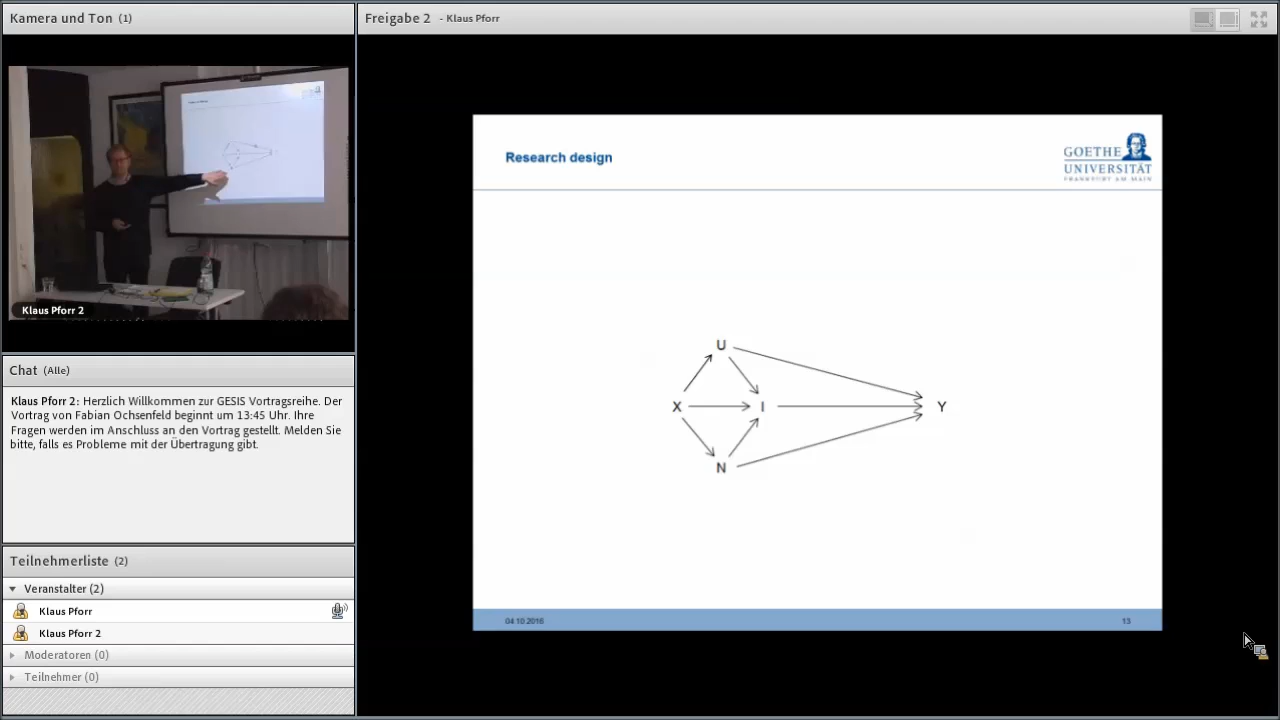 Kamera und Ton (1)
Klaus Pforr 2
Chat (Alle)
Klaus Pforr 2: Herzlich Willkommen zur GESIS Vortragsreihe. Der
Vortrag von Fabian Ochsenfeld beginnt um 13:45 Uhr. Ihre
Fragen werden im Anschluss an den Vortrag gestellt. Melden Sie
bitte, falls es Probleme mit der Übertragung gibt.
Teilnehmerliste (2)
Veranstalter (2)
Klaus Pforr
Klaus Pforr 2
Moderatoren (0)
Teilnehmer (0)
Freigabe 2 - Klaus Pforr
Research design
GOETHE
UNIVERSITÄT
FRANKFURT AM MAIN
U
X I Y
N
04.10.2016 13